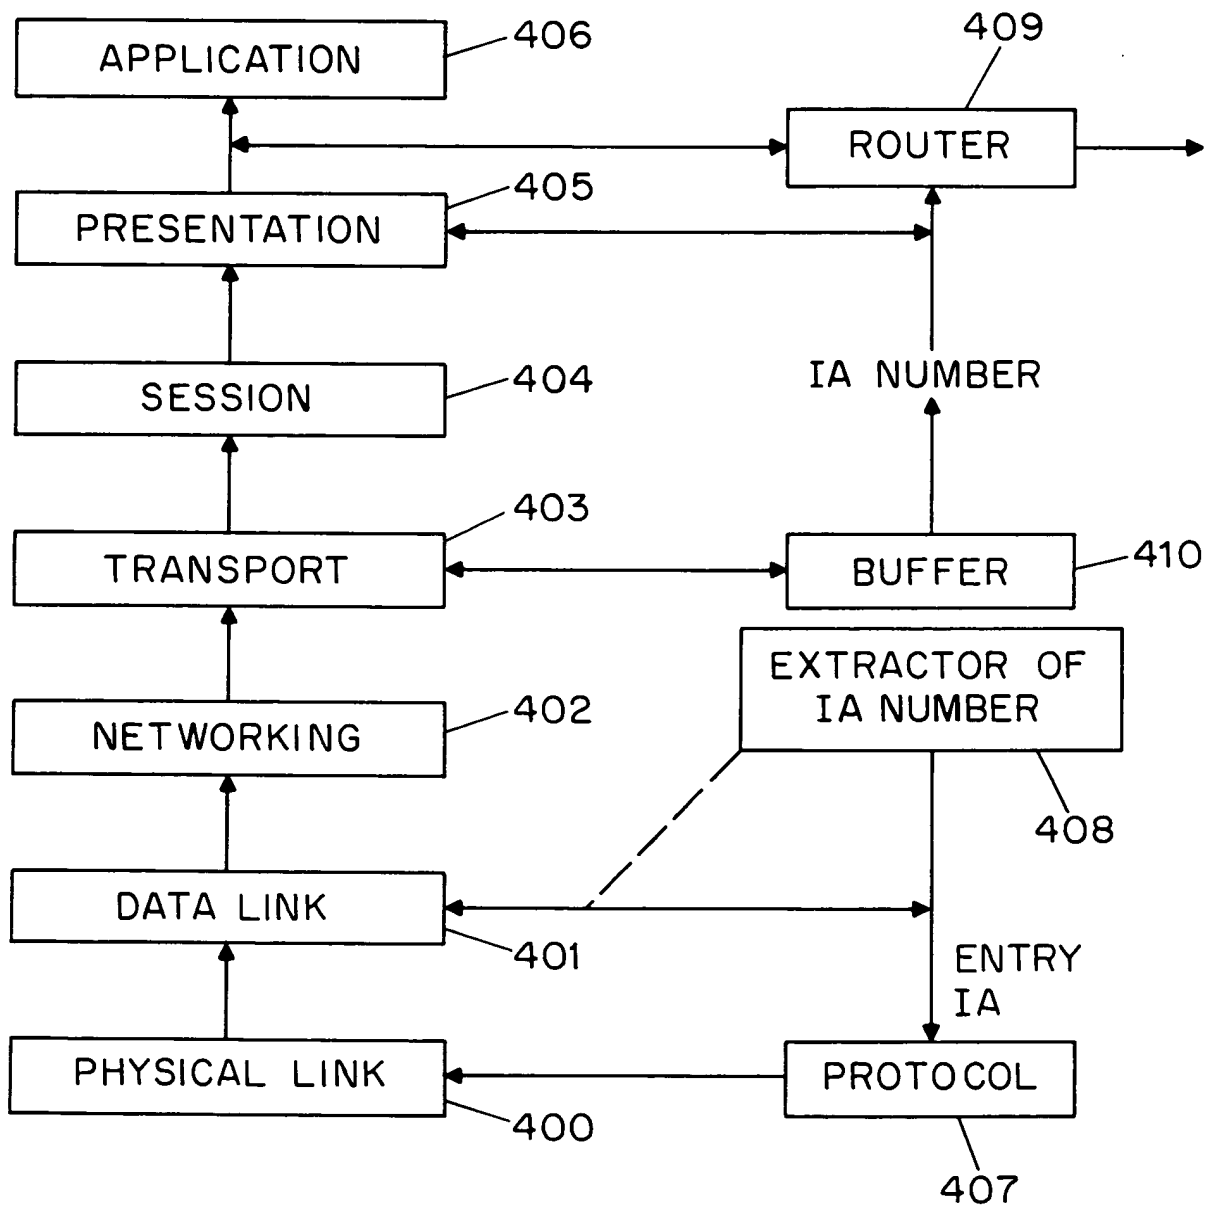 APPLICATION
406
409
ROUTER
405
PRESENTATION
IA NUMBER
SESSION
404
403
TRANSPORT
BUFFER
410
EXTRACTOR OF
IA NUMBER
402
NETWORKING
408
DATA LINK
401
ENTRY
IA
PHYSICAL LINK
PROTOCOL
400
407